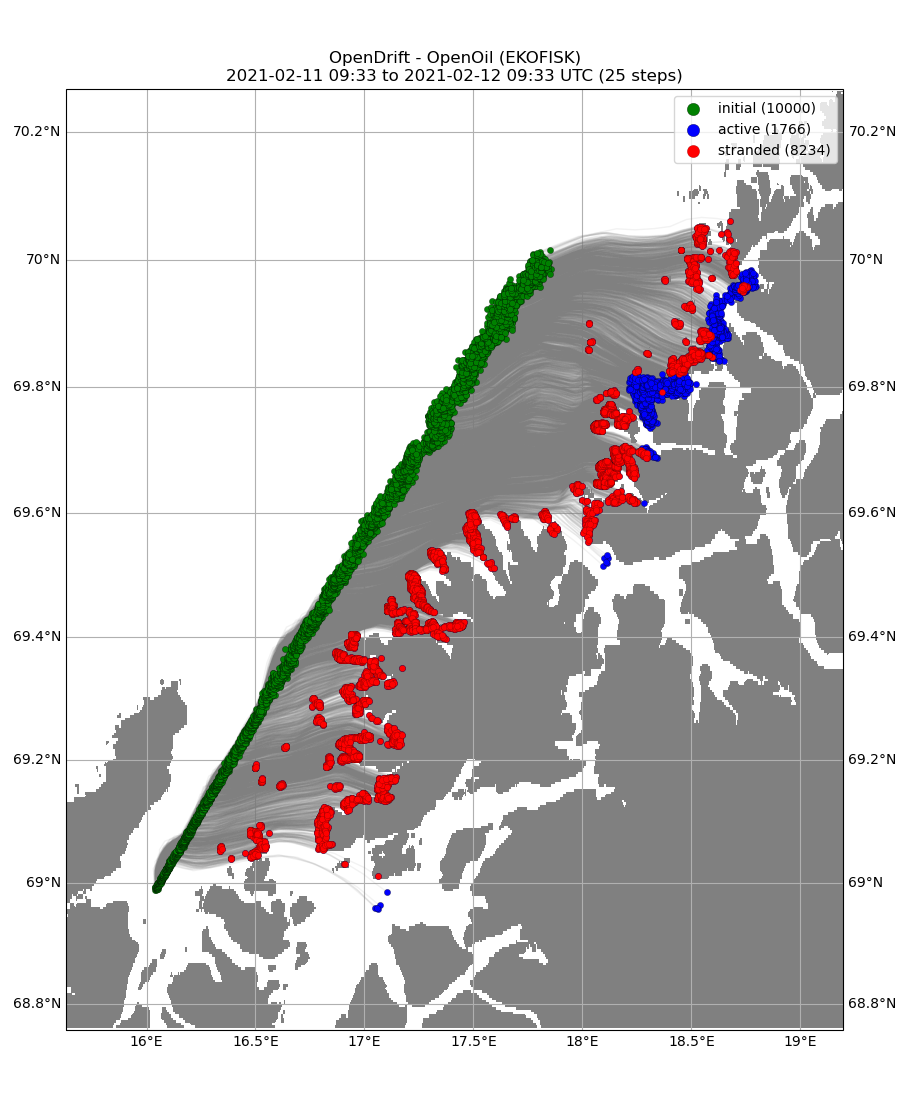 OpenDrift - OpenOil (EKOFISK)
2021-02-11 09:33 to 2021-02-12 09:33 UTC (25 steps)
initial (10000)
active (1766)
stranded (8234)
70.2°N 70.2°N
70°N 70°N
69.8°N 69.8°N
69.6°N 69.6°N
69.4°N 69.4°N
69.2°N 69.2°N
69°N 69°N
68.8°N 68.8°N
16°E 16.5°E 17°E 17.5°E 18°E 18.5°E 19°E